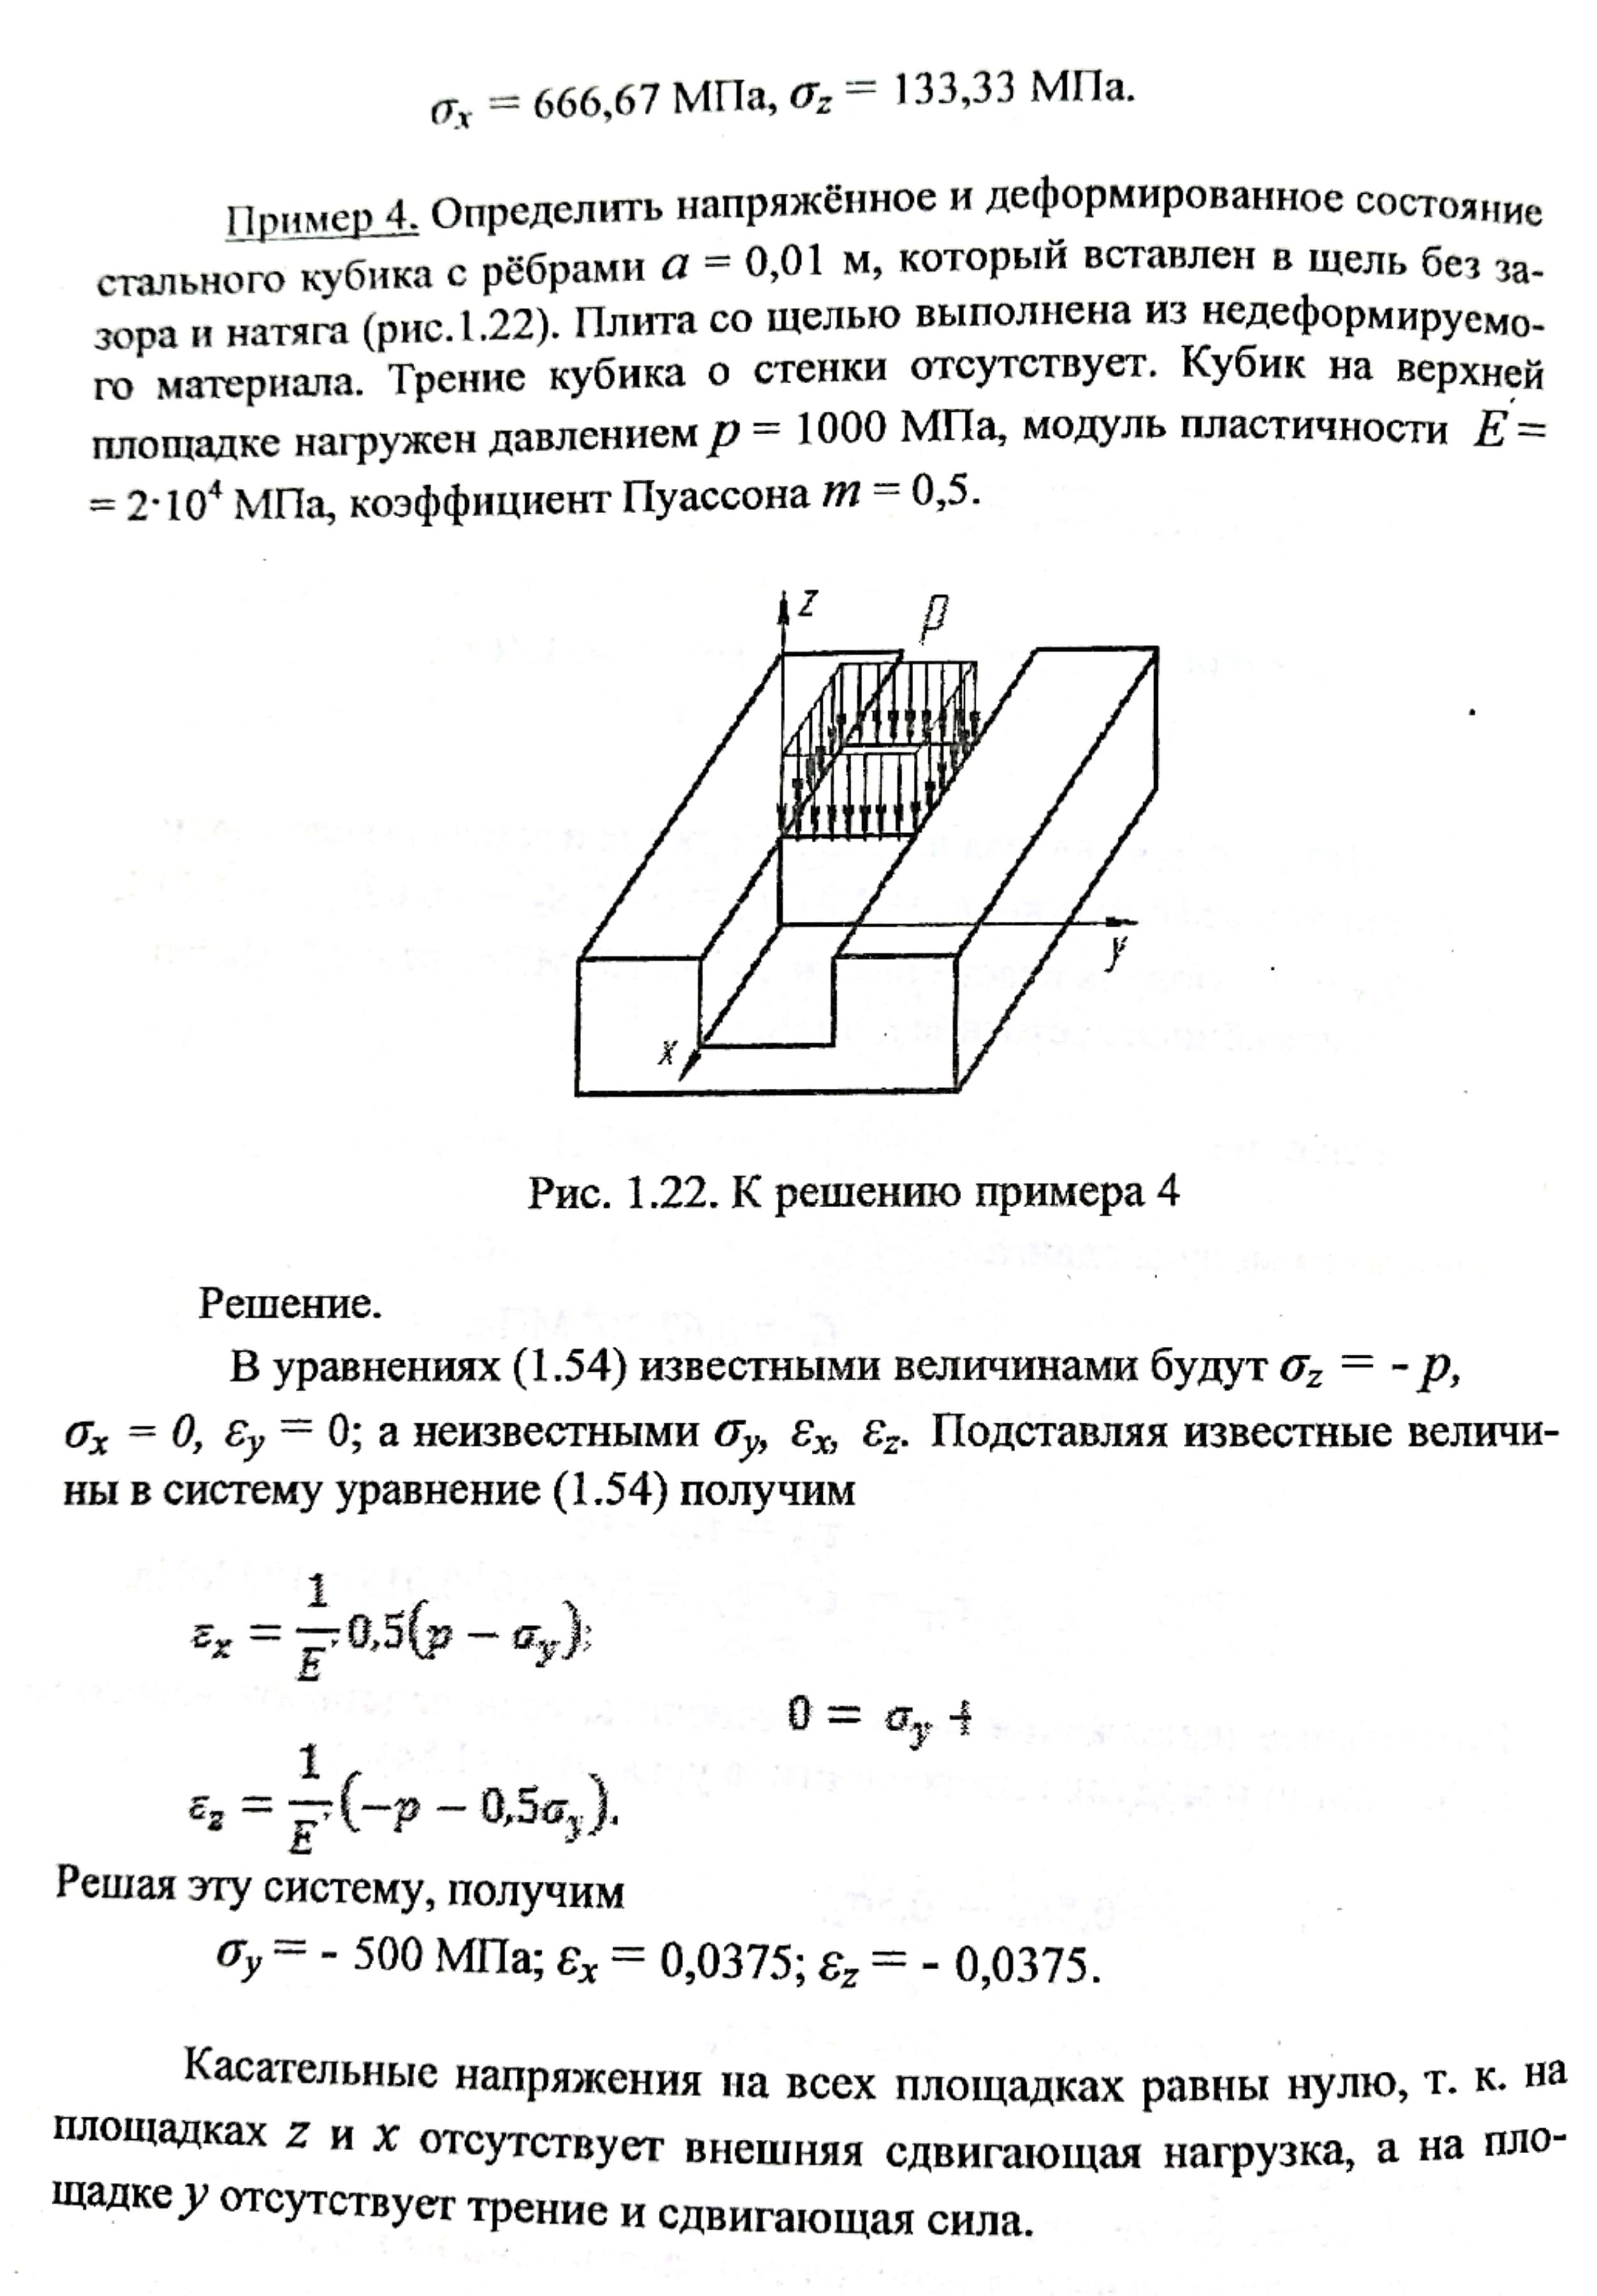 σx = 666,67 МПа, σz = 133,33 МПа.
Пример 4. Определить напряжённое и деформированное состояние
стального кубика с рёбрами a = 0,01 м, который вставлен в щель без за-
зора и натяга (рис.1.22). Плита со щелью выполнена из недеформируемо-
го материала. Трение кубика о стенки отсутствует. Кубик на верхней
площадке нагружен давлением p = 1000 МПа, модуль пластичности E' =
= 2·10⁴ МПа, коэффициент Пуассона m = 0,5.
z p
y
x
Рис. 1.22. К решению примера 4
Решение.
В уравнениях (1.54) известными величинами будут σz = - p,
σx = 0, εy = 0; а неизвестными σy, εx, εz. Подставляя известные величи-
ны в систему уравнение (1.54) получим
εx = 1/E' 0,5(p − σy);
0 = σy +
εz = 1/E' (−p − 0,5σy).
Решая эту систему, получим
σy = - 500 МПа; εx = 0,0375; εz = - 0,0375.
Касательные напряжения на всех площадках равны нулю, т. к. на
площадках z и x отсутствует внешняя сдвигающая нагрузка, а на пло-
щадке y отсутствует трение и сдвигающая сила.